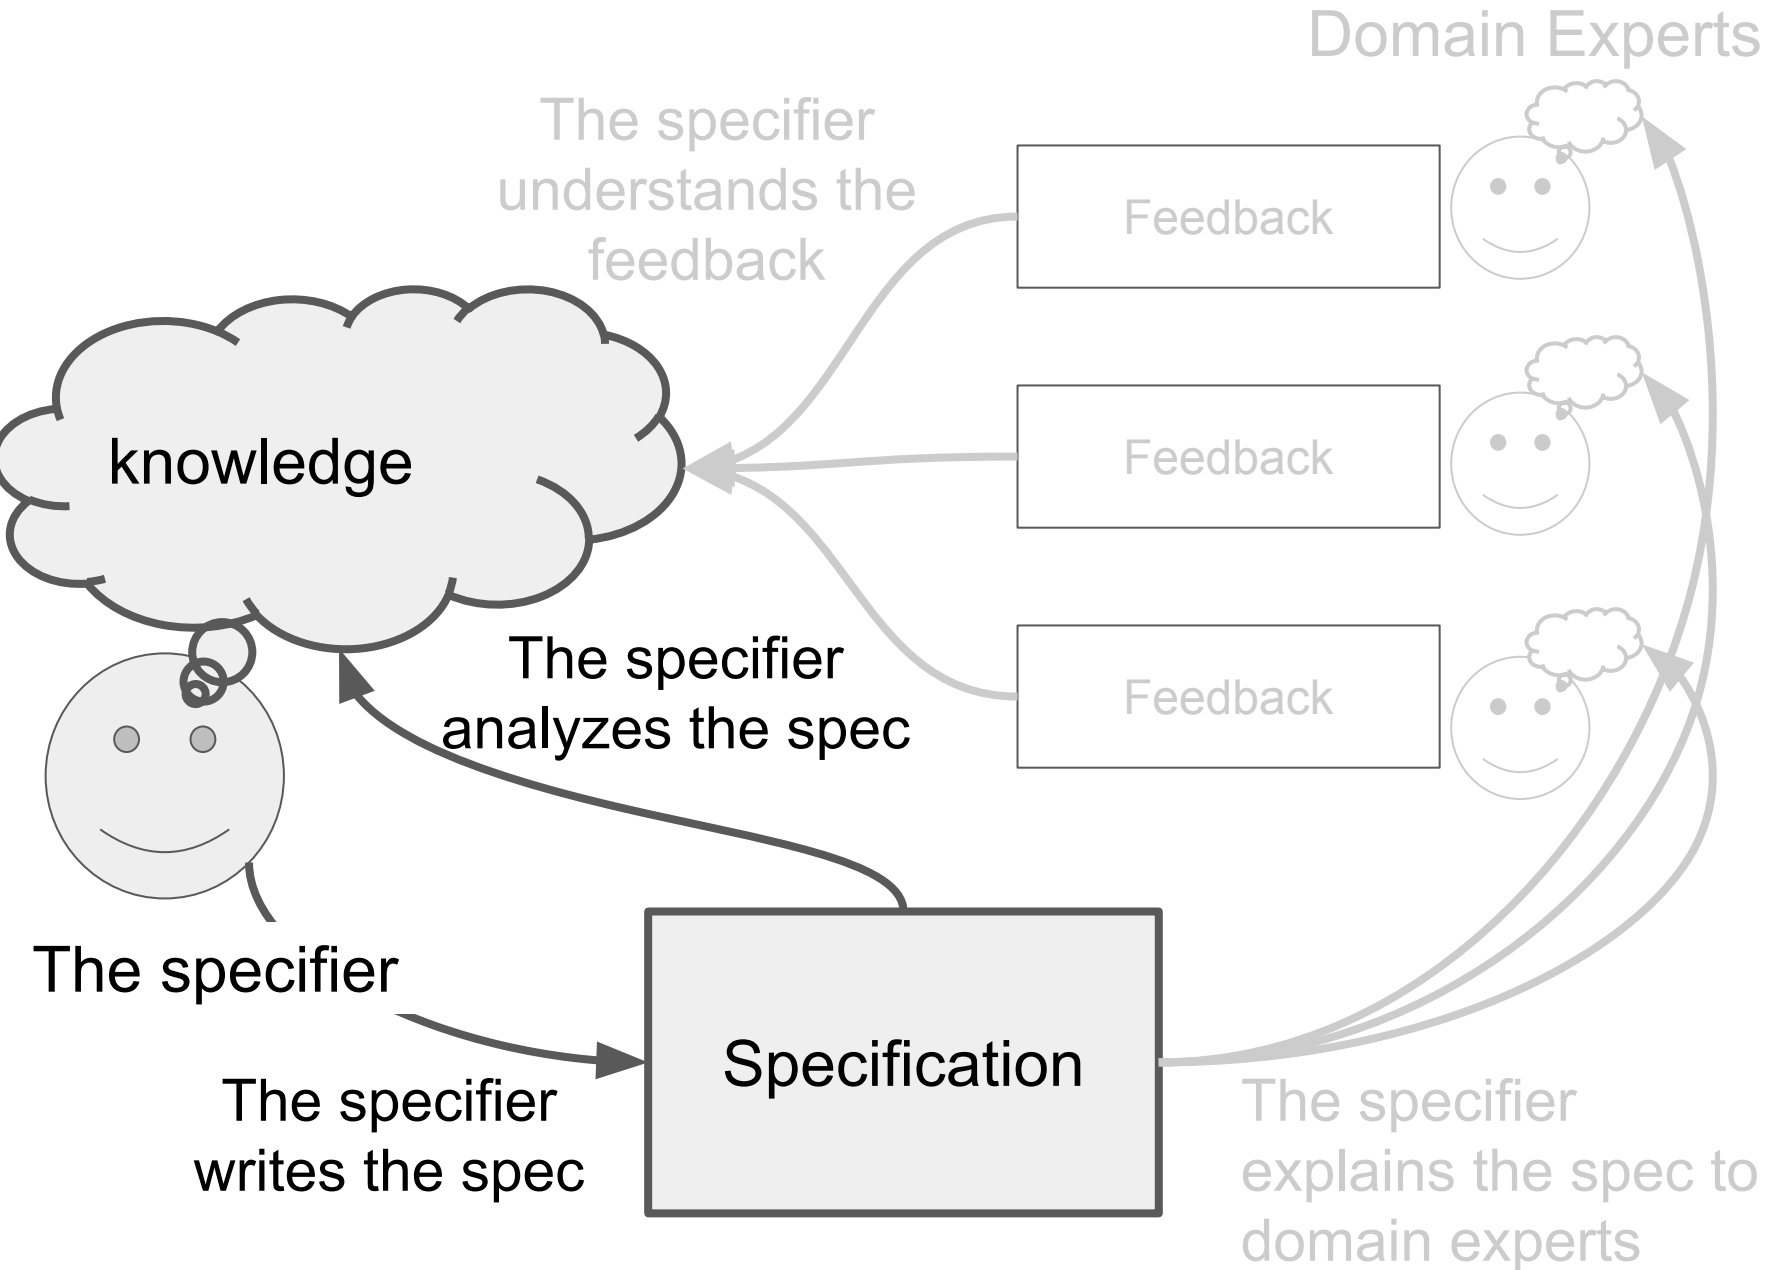 Domain Experts
The specifier
understands the
feedback
Feedback
knowledge
Feedback
The specifier
analyzes the spec
Feedback
The specifier
Specification
The specifier
writes the spec
The specifier
explains the spec to
domain experts